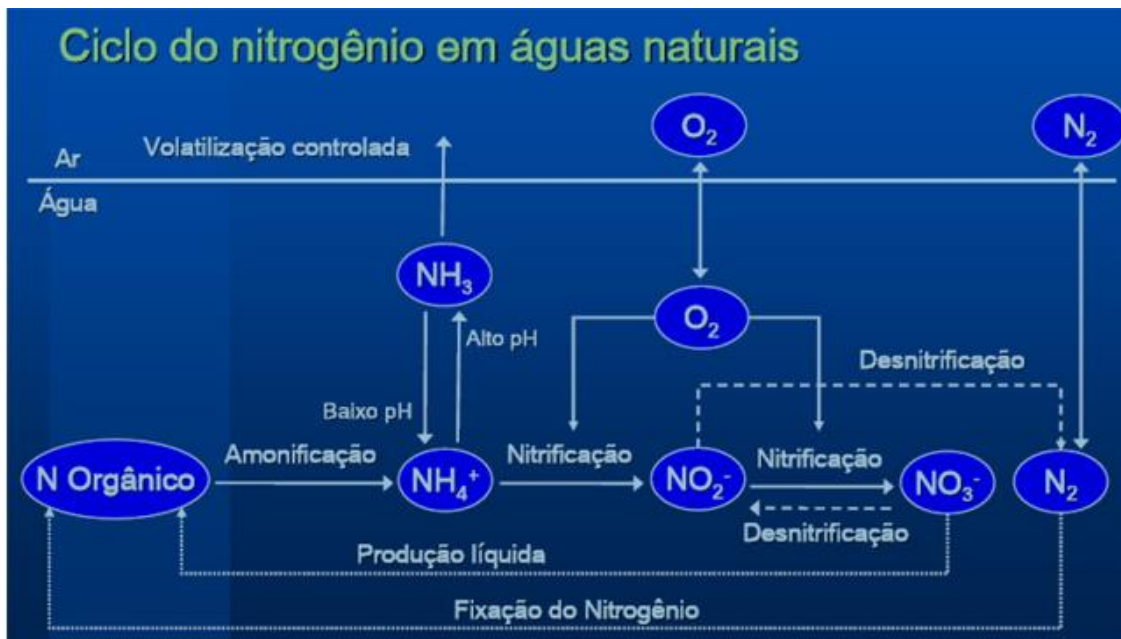 Ciclo do nitrogênio em águas naturais
O₂
N₂
Volatilização controlada
Ar
Água
NH₃
O₂
Alto pH
Desnitrificação
Baixo pH
Amonificação
Nitrificação
Nitrificação
N Orgânico
NH₄⁺
NO₂⁻
NO₃⁻
N₂
Desnitrificação
Produção líquida
Fixação do Nitrogênio